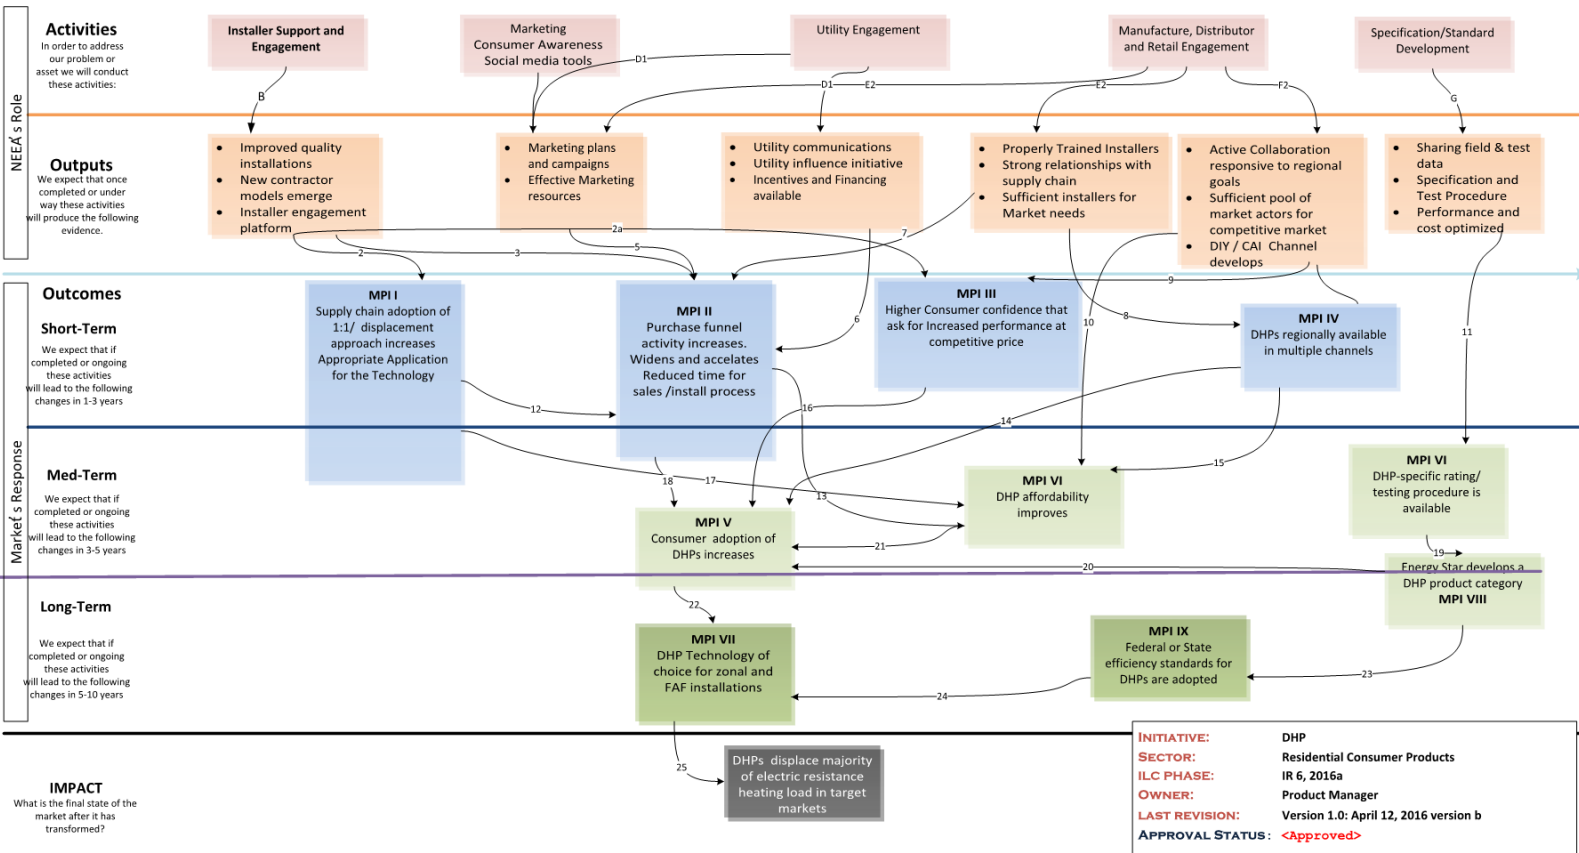 NEEA's Role
Activities
In order to address
our problem or
asset we will conduct
these activities:
Installer Support and
Engagement
Marketing
Consumer Awareness
Social media tools
Utility Engagement
Manufacture, Distributor
and Retail Engagement
Specification/Standard
Development
B
D1
D1
E2
E2
F2
G
Outputs
We expect that once
completed or under
way these activities
will produce the following
evidence.
• Improved quality
installations
• New contractor
models emerge
• Installer engagement
platform
• Marketing plans
and campaigns
• Effective Marketing
resources
• Utility communications
• Utility influence initiative
• Incentives and Financing
available
• Properly Trained Installers
• Strong relationships with
supply chain
• Sufficient installers for
Market needs
• Active Collaboration
responsive to regional
goals
• Sufficient pool of
market actors for
competitive market
• DIY / CAI Channel
develops
• Sharing field & test
data
• Specification and
Test Procedure
• Performance and
cost optimized
2
2a
3
5
7
6
9
8
10
11
Market's Response
Outcomes
Short-Term
We expect that if
completed or ongoing
these activities
will lead to the following
changes in 1-3 years
MPI I
Supply chain adoption of
1:1/ displacement
approach increases
Appropriate Application
for the Technology
MPI II
Purchase funnel
activity increases.
Widens and accelates
Reduced time for
sales /install process
MPI III
Higher Consumer confidence that
ask for Increased performance at
competitive price
MPI IV
DHPs regionally available
in multiple channels
12
16
14
15
18
17
13
Med-Term
We expect that if
completed or ongoing
these activities
will lead to the following
changes in 3-5 years
MPI V
Consumer adoption of
DHPs increases
MPI VI
DHP affordability
improves
MPI VI
DHP-specific rating/
testing procedure is
available
21
20
19
Energy Star develops a
DHP product category
MPI VIII
22
Long-Term
We expect that if
completed or ongoing
these activities
will lead to the following
changes in 5-10 years
MPI VII
DHP Technology of
choice for zonal and
FAF installations
MPI IX
Federal or State
efficiency standards for
DHPs are adopted
23
24
25
IMPACT
What is the final state of the
market after it has
transformed?
DHPs displace majority
of electric resistance
heating load in target
markets
INITIATIVE: DHP
SECTOR: Residential Consumer Products
ILC PHASE: IR 6, 2016a
OWNER: Product Manager
LAST REVISION: Version 1.0: April 12, 2016 version b
APPROVAL STATUS: <Approved>